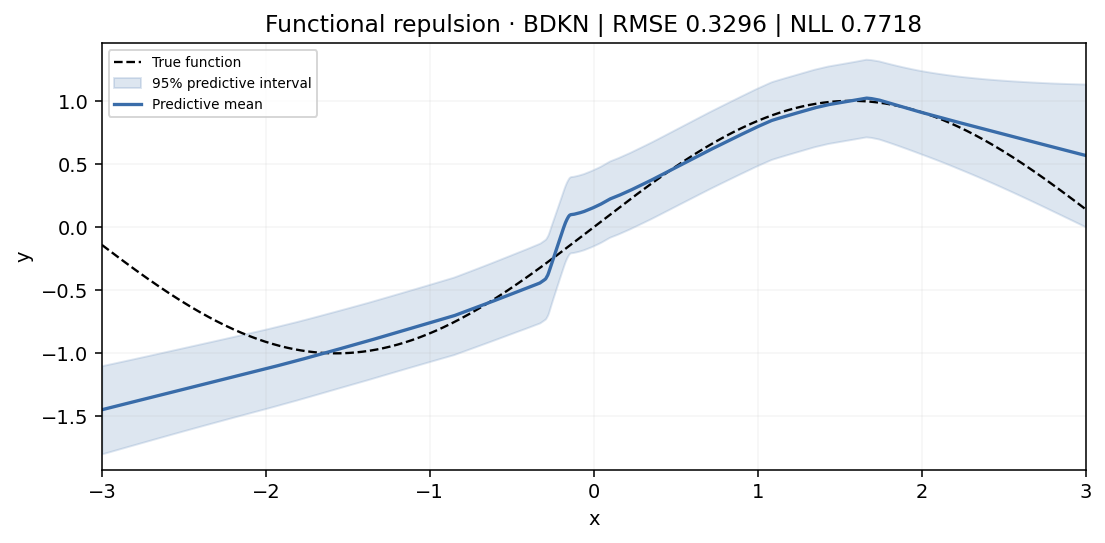 Functional repulsion · BDKN | RMSE 0.3296 | NLL 0.7718
True function
95% predictive interval
Predictive mean
1.0
0.5
0.0
−0.5
−1.0
−1.5
y
−3 −2 −1 0 1 2 3
x